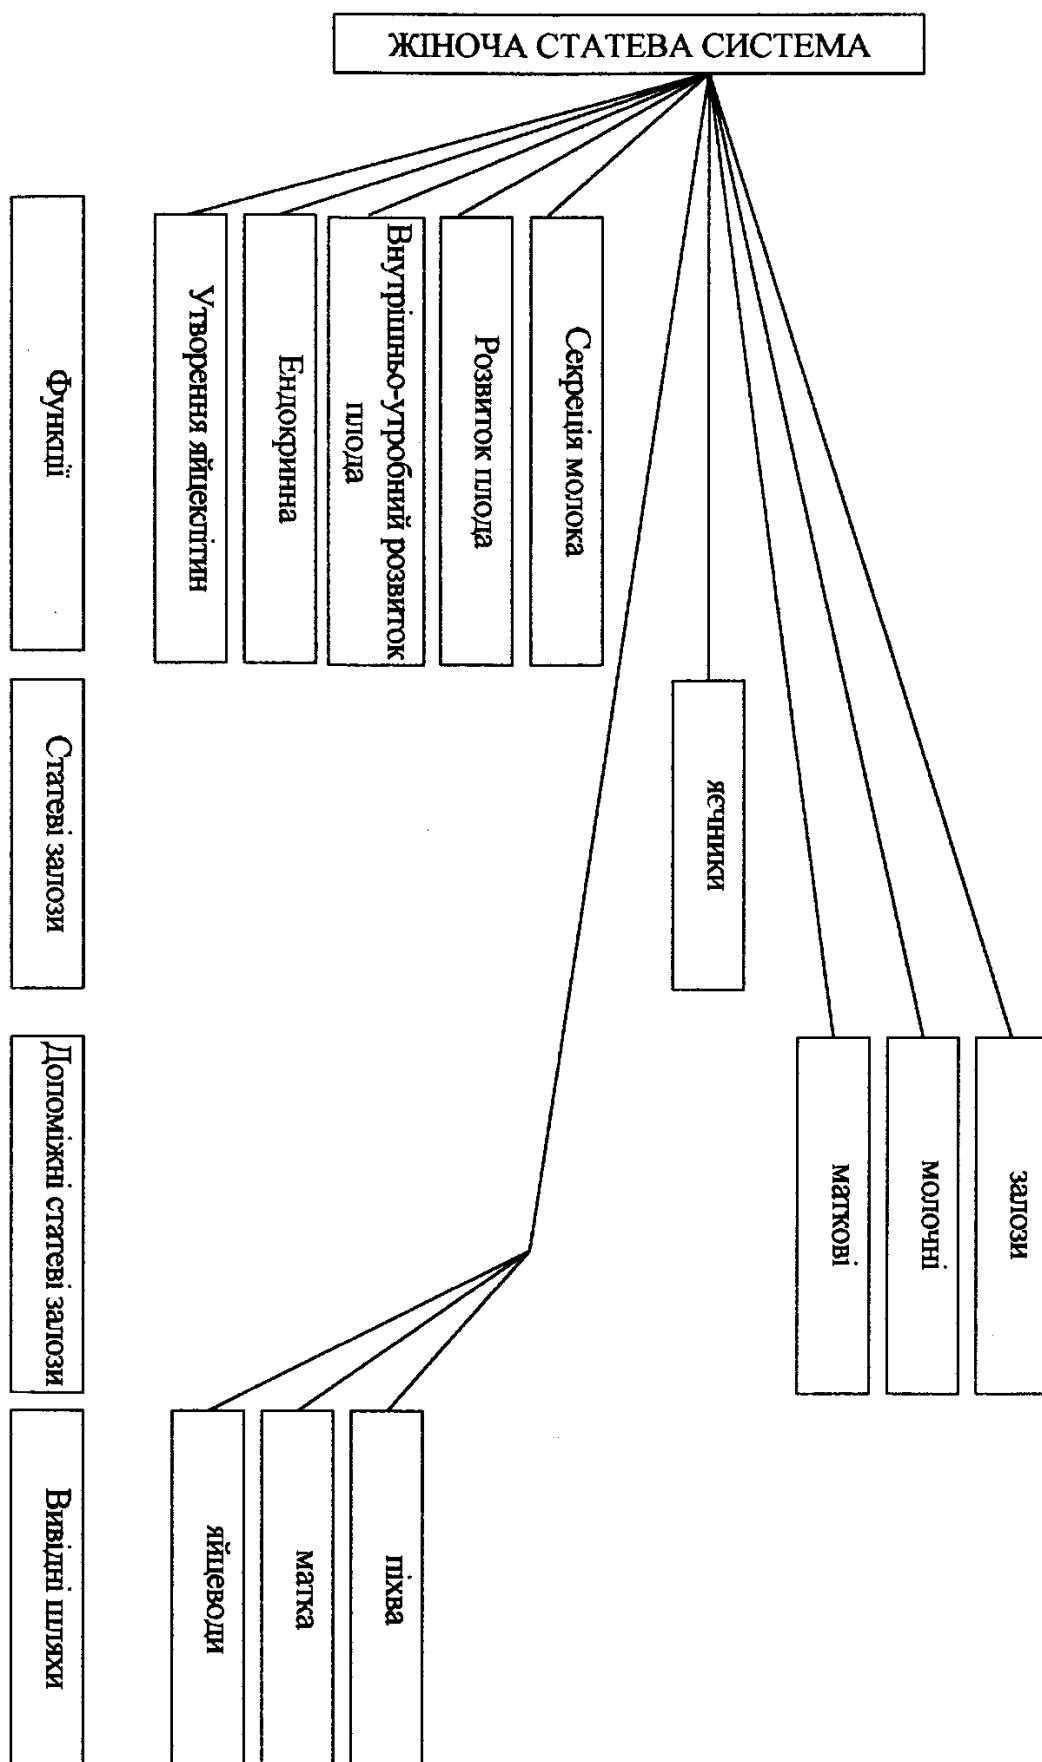 ЖІНОЧА СТАТЕВА СИСТЕМА
Функції
Утворення яйцеклітин
Ендокринна
Внутрішньо-утробний розвиток
плода
Розвиток плода
Секреція молока
Статеві залози
яєчники
Допоміжні статеві залози
маткові
молочні
залози
Вивідні шляхи
яйцеводи
матка
піхва